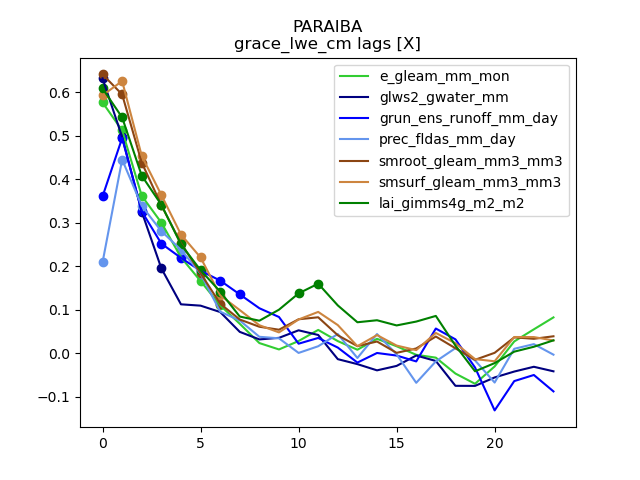 PARAIBA
grace_lwe_cm lags [X]
e_gleam_mm_mon
glws2_gwater_mm
grun_ens_runoff_mm_day
prec_fldas_mm_day
smroot_gleam_mm3_mm3
smsurf_gleam_mm3_mm3
lai_gimms4g_m2_m2
0.6
0.5
0.4
0.3
0.2
0.1
0.0
−0.1
0 5 10 15 20